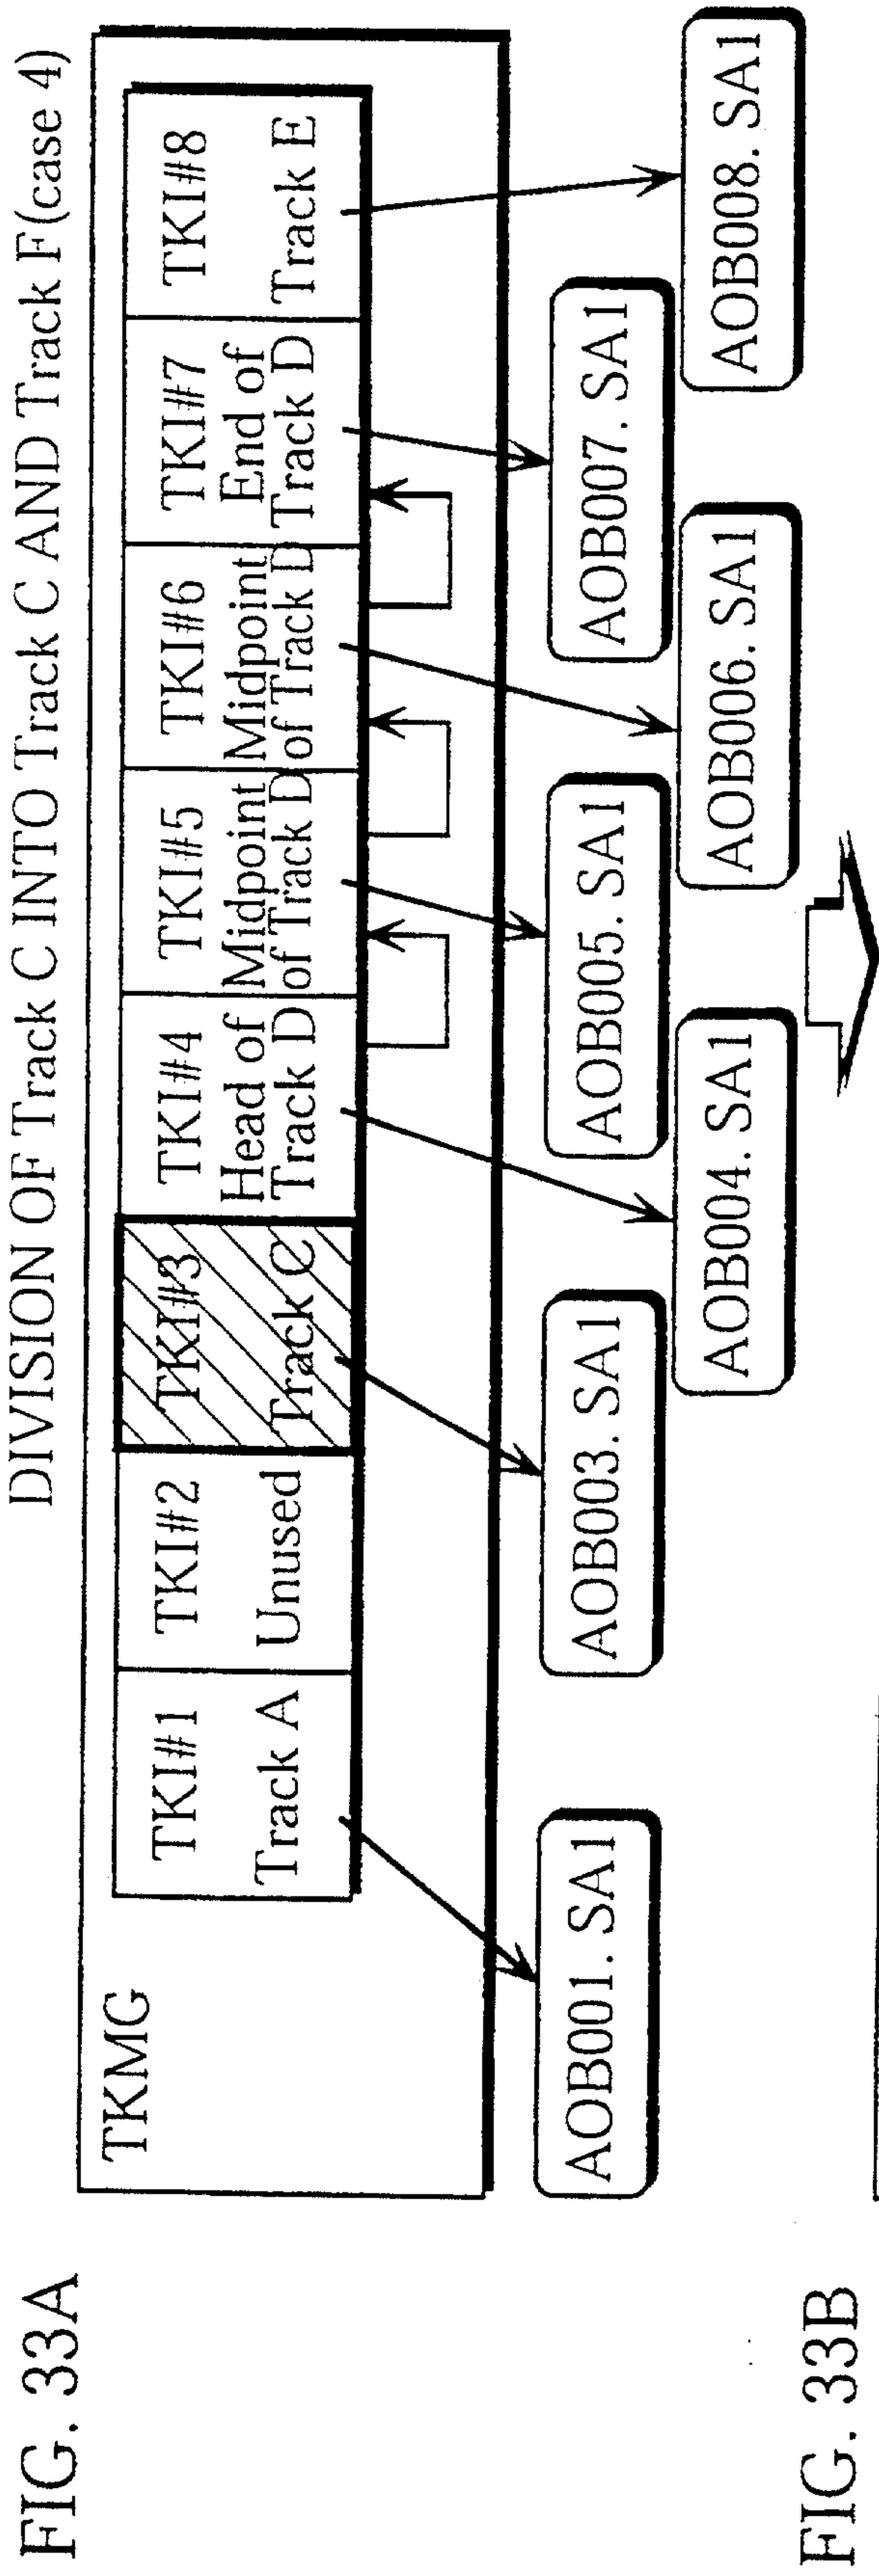 FIG. 33A
DIVISION OF Track C INTO Track C AND Track F(case 4)
TKMG
TKI#1
Track A
TKI#2
Unused
TKI#3
Track C
TKI#4
Head of
Track D
TKI#5
Midpoint
of Track D
TKI#6
Midpoint
of Track D
TKI#7
End of
Track D
TKI#8
Track E
AOB001. SA1
AOB003. SA1
AOB004. SA1
AOB005. SA1
AOB006. SA1
AOB007. SA1
AOB008. SA1
FIG. 33B